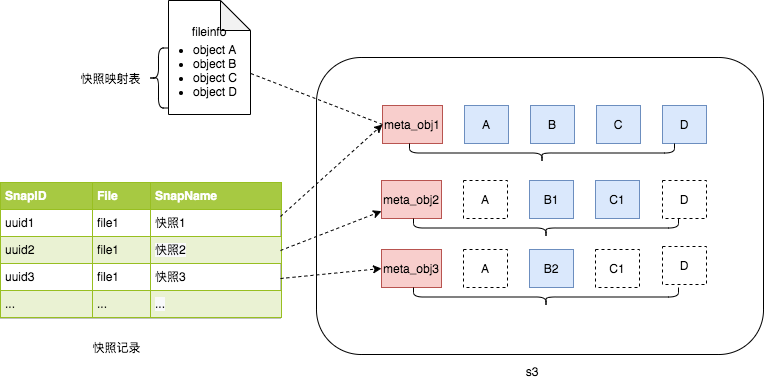 fileinfo
• object A
• object B
• object C
• object D
快照映射表
meta_obj1 A B C D
SnapID File SnapName
uuid1 file1 快照1
uuid2 file1 快照2
uuid3 file1 快照3
... ... ...
meta_obj2 A B1 C1 D
meta_obj3 A B2 C1 D
快照记录
s3